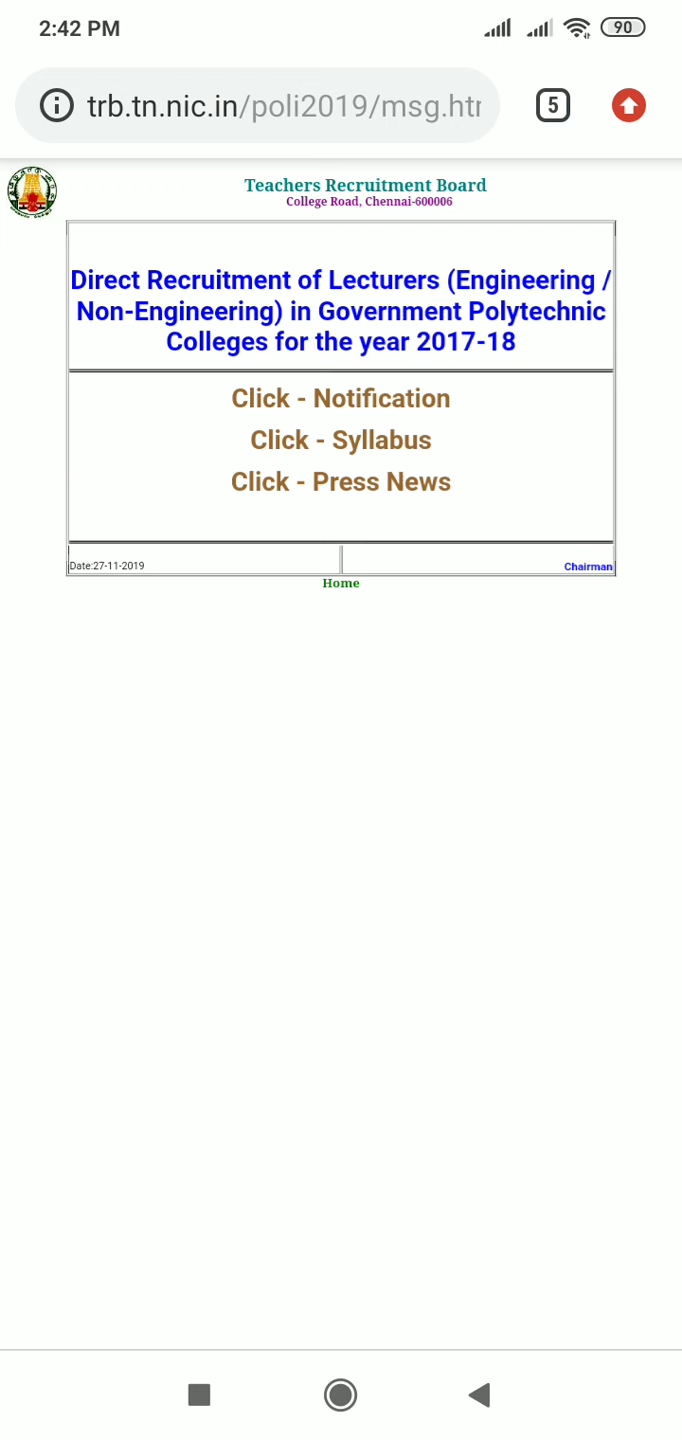 2:42 PM
90
trb.tn.nic.in/poli2019/msg.htr
5
Teachers Recruitment Board
College Road, Chennai-600006
Direct Recruitment of Lecturers (Engineering /
Non-Engineering) in Government Polytechnic
Colleges for the year 2017-18
Click - Notification
Click - Syllabus
Click - Press News
Date:27-11-2019
Chairman
Home